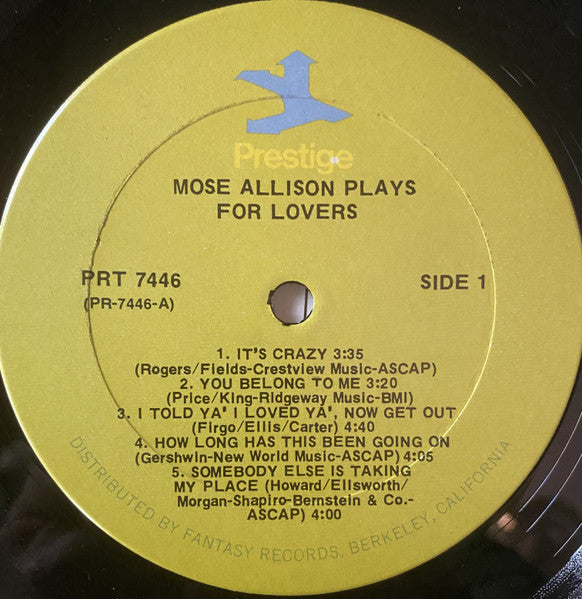 Prestige
MOSE ALLISON PLAYS
FOR LOVERS
PRT 7446
(PR-7446-A)
SIDE 1
1. IT'S CRAZY 3:35
(Rogers/Fields-Crestview Music-ASCAP)
2. YOU BELONG TO ME 3:20
(Price/King-Ridgeway Music-BMI)
3. I TOLD YA' I LOVED YA', NOW GET OUT
(Firgo/Ellis/Carter) 4:40
4. HOW LONG HAS THIS BEEN GOING ON
(Gershwin-New World Music-ASCAP) 4:05
5. SOMEBODY ELSE IS TAKING
MY PLACE (Howard/Ellsworth/
Morgan-Shapiro-Bernstein & Co.-
ASCAP) 4:00
DISTRIBUTED BY FANTASY RECORDS, BERKELEY, CALIFORNIA